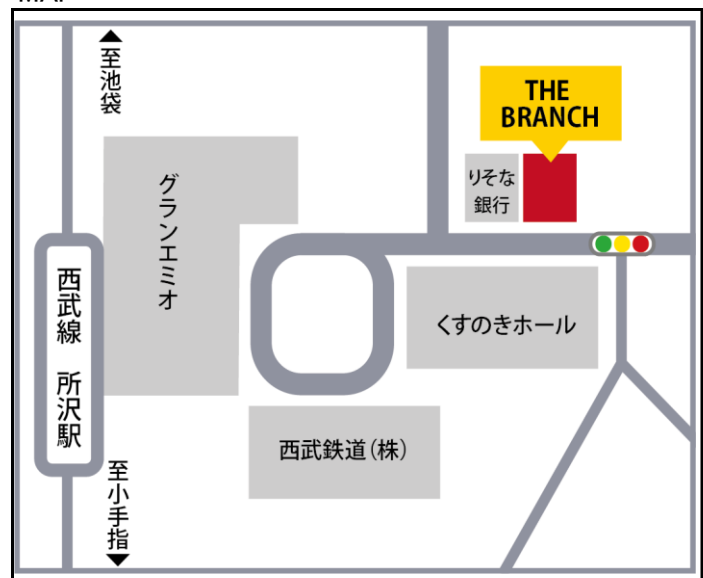 MAP
▲至池袋
THE
BRANCH
りそな
銀行
グランエミオ
西武線 所沢駅
くすのきホール
西武鉄道(株)
至小手指▼